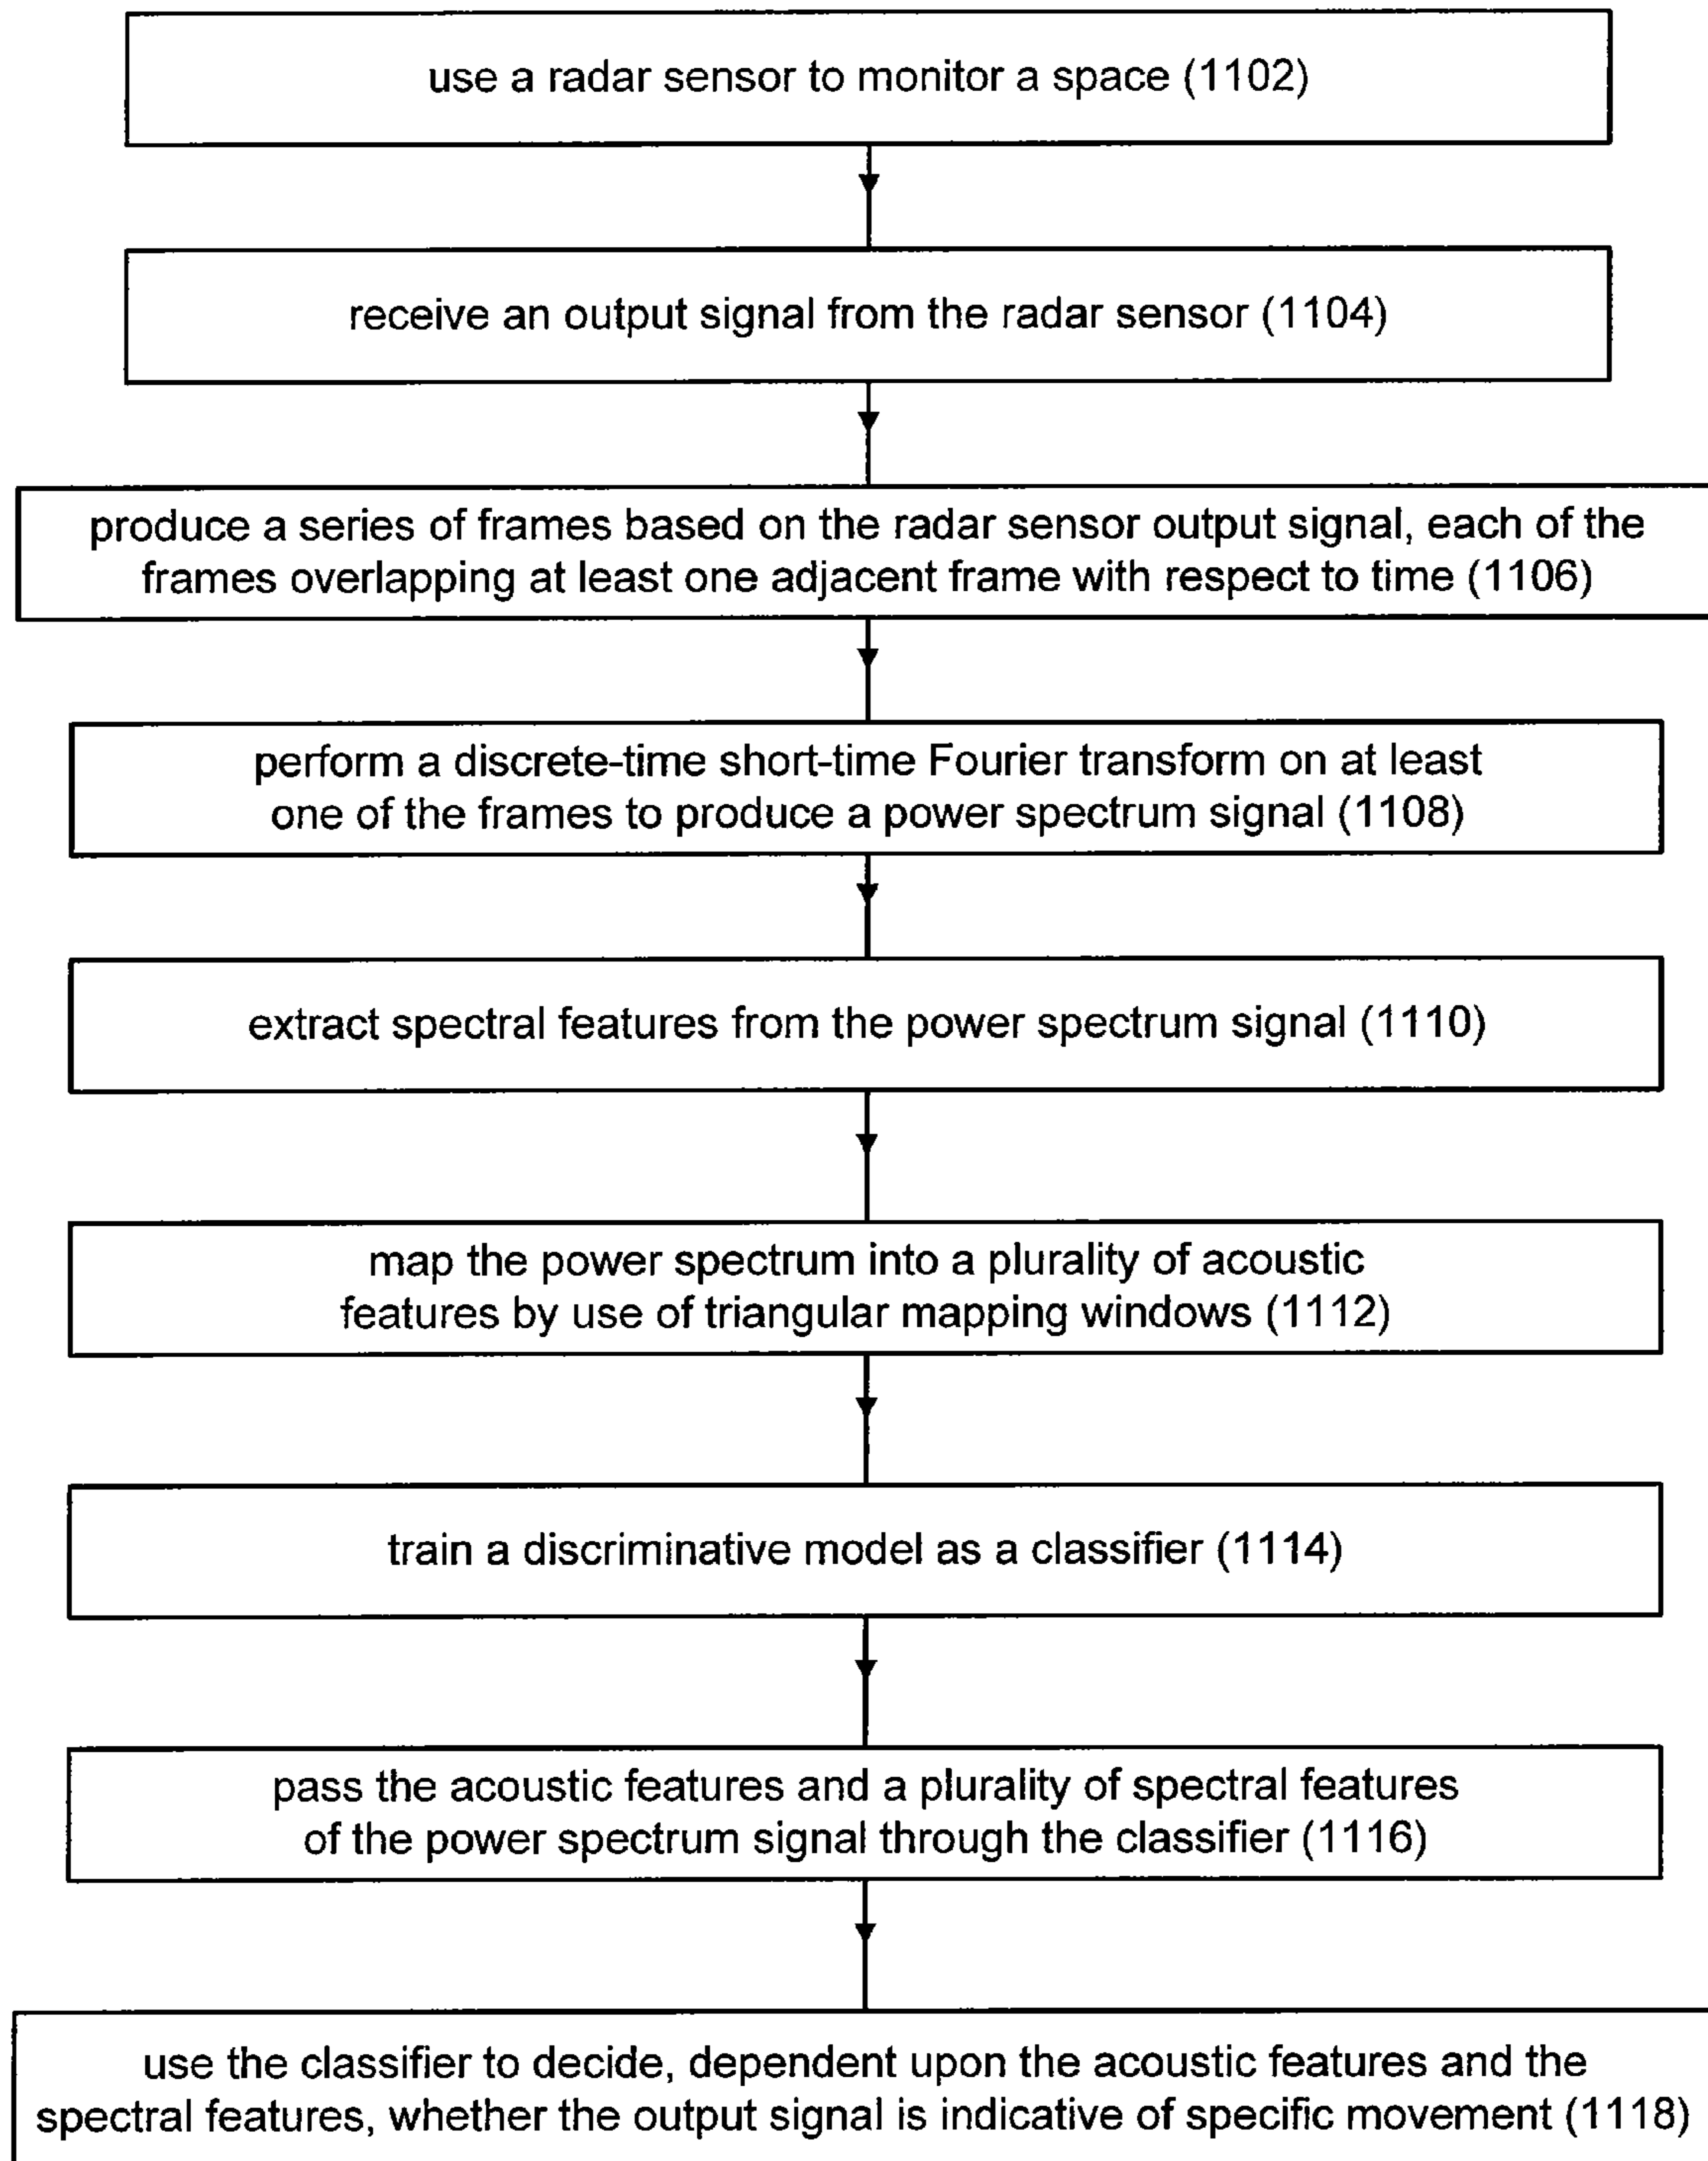 use a radar sensor to monitor a space (1102)
receive an output signal from the radar sensor (1104)
produce a series of frames based on the radar sensor output signal, each of the
frames overlapping at least one adjacent frame with respect to time (1106)
perform a discrete-time short-time Fourier transform on at least
one of the frames to produce a power spectrum signal (1108)
extract spectral features from the power spectrum signal (1110)
map the power spectrum into a plurality of acoustic
features by use of triangular mapping windows (1112)
train a discriminative model as a classifier (1114)
pass the acoustic features and a plurality of spectral features
of the power spectrum signal through the classifier (1116)
use the classifier to decide, dependent upon the acoustic features and the
spectral features, whether the output signal is indicative of specific movement (1118)